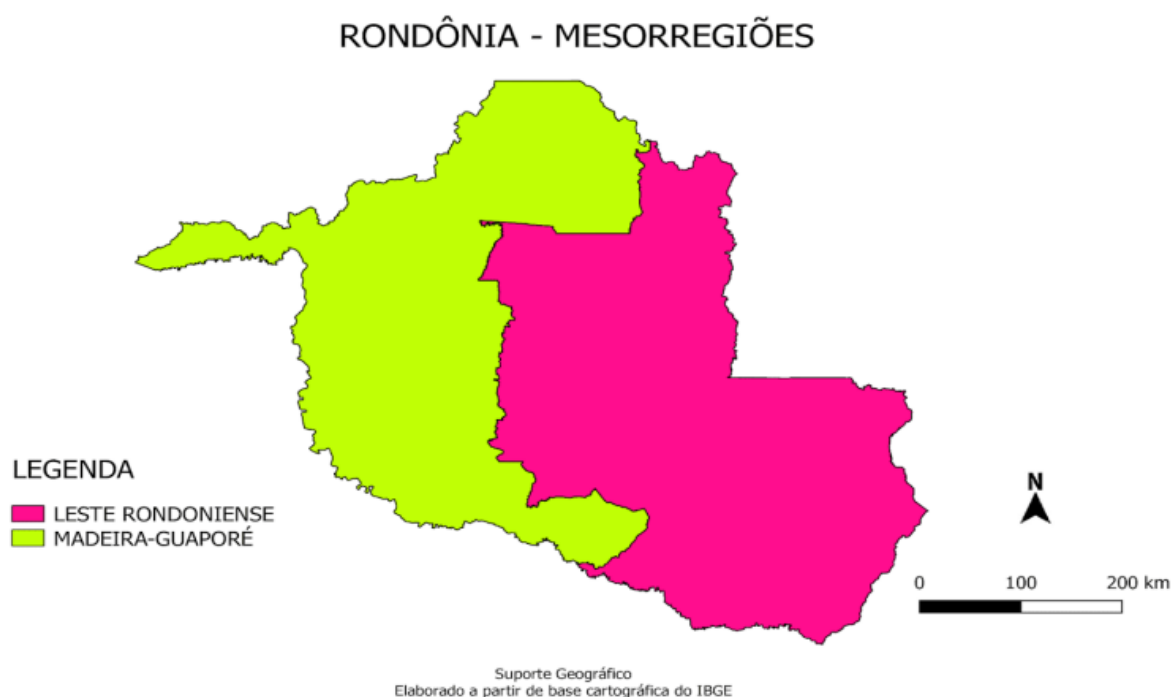 RONDÔNIA - MESORREGIÕES
LEGENDA
LESTE RONDONIENSE
MADEIRA-GUAPORÉ
N
0 100 200 km
Suporte Geográfico
Elaborado a partir de base cartográfica do IBGE